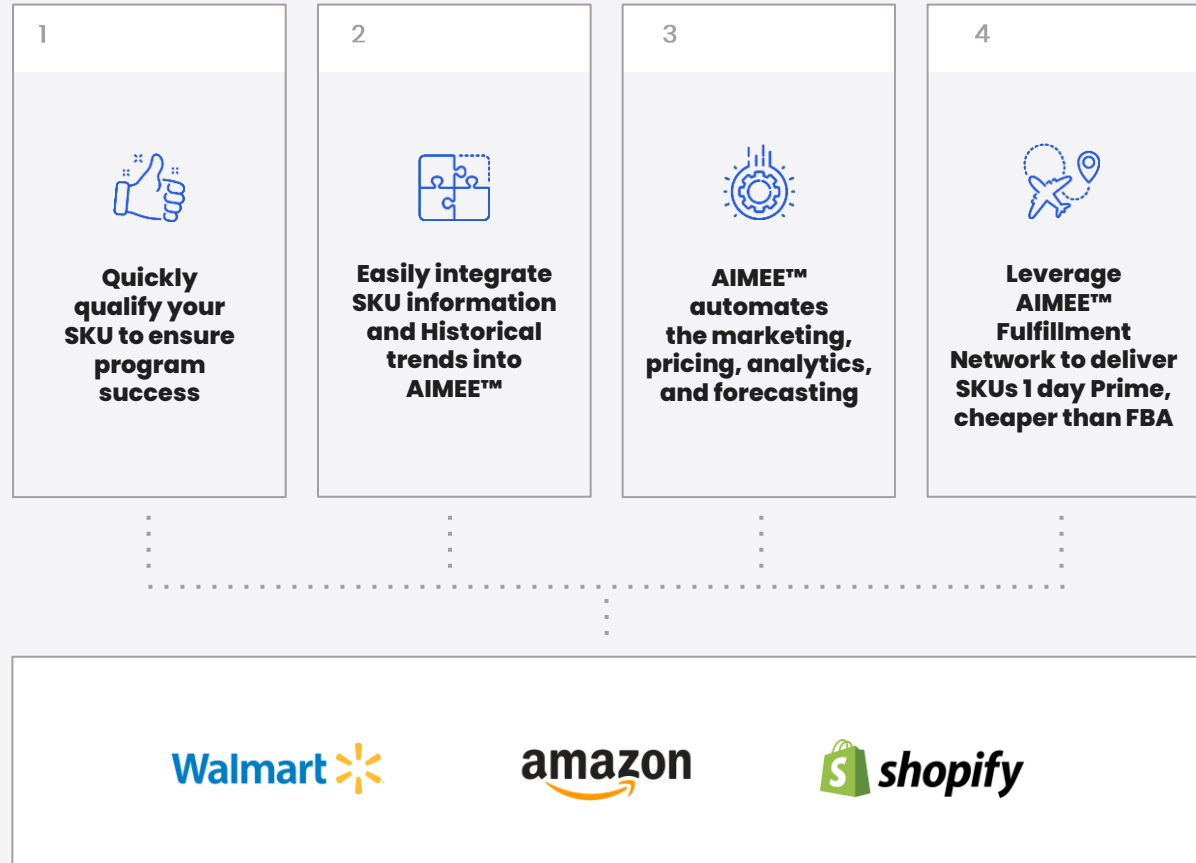 1
Quickly
qualify your
SKU to ensure
program
success
2
Easily integrate
SKU information
and Historical
trends into
AIMEE™
3
AIMEE™
automates
the marketing,
pricing, analytics,
and forecasting
4
Leverage
AIMEE™
Fulfillment
Network to deliver
SKUs 1 day Prime,
cheaper than FBA
Walmart
amazon
shopify